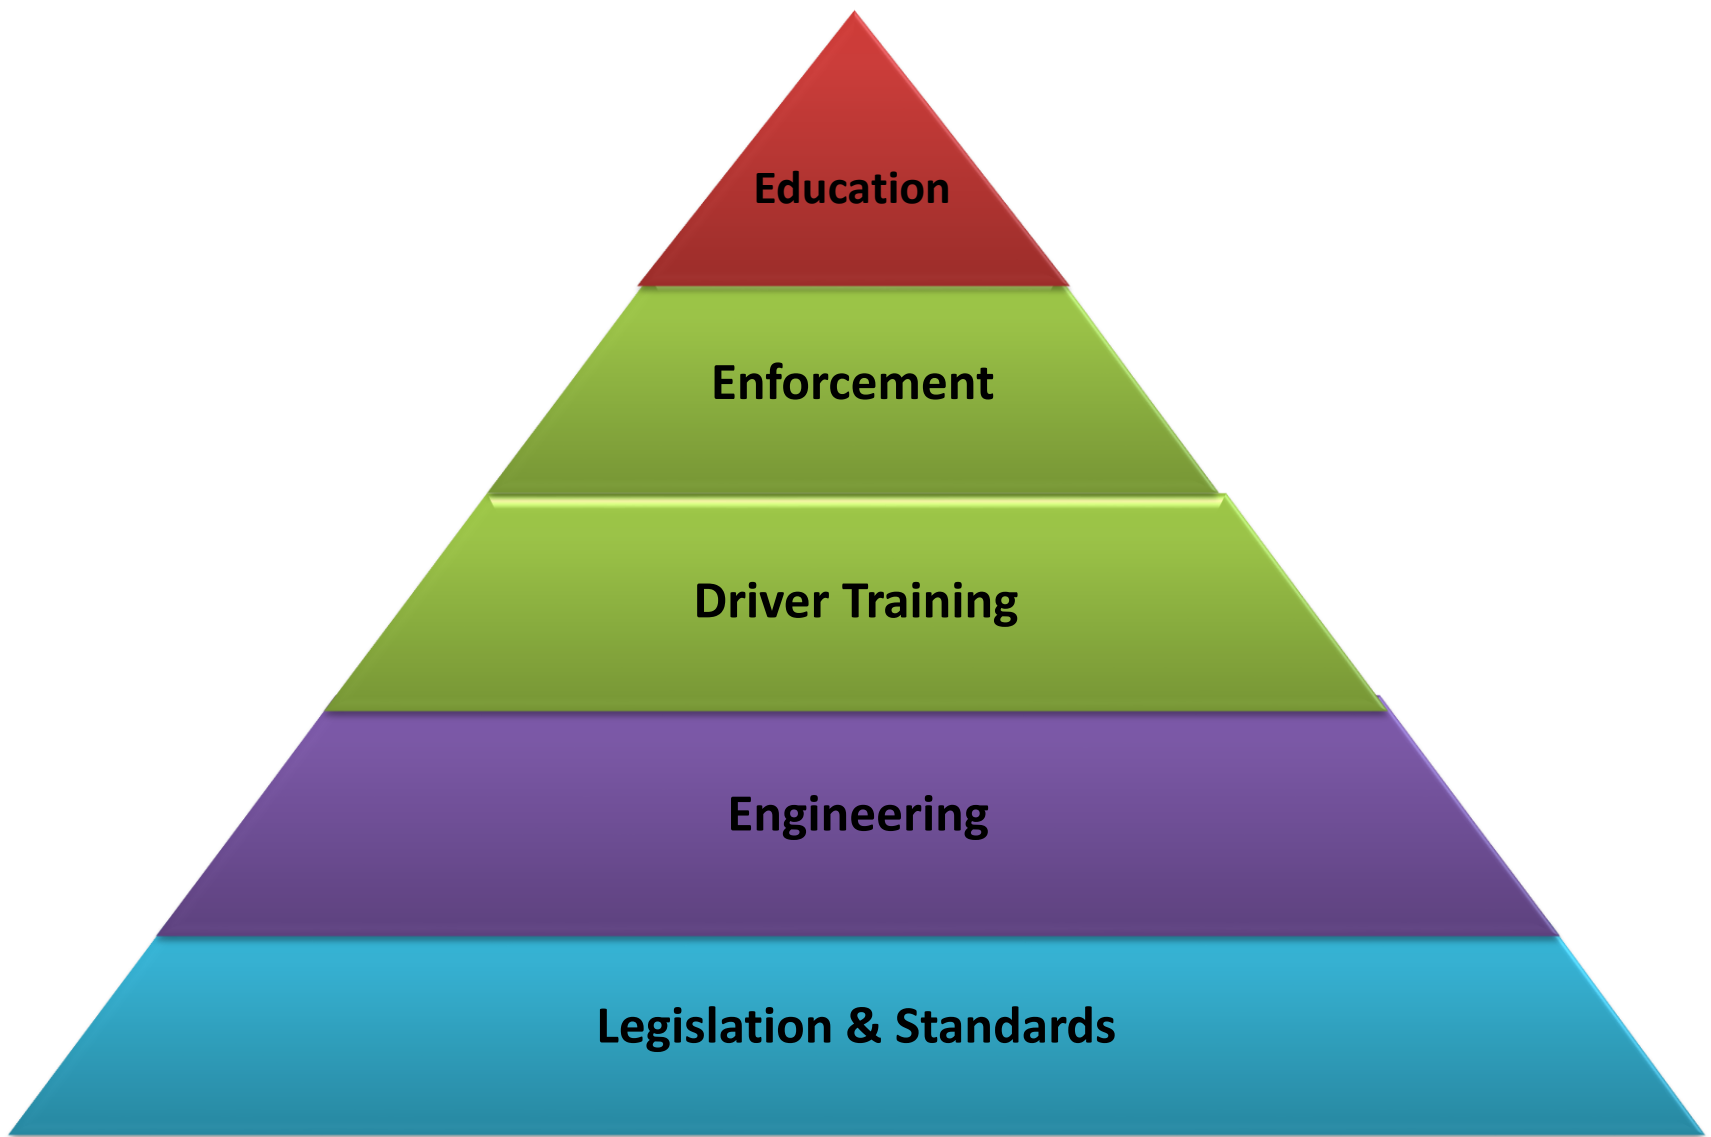 Education
Enforcement
Driver Training
Engineering
Legislation & Standards